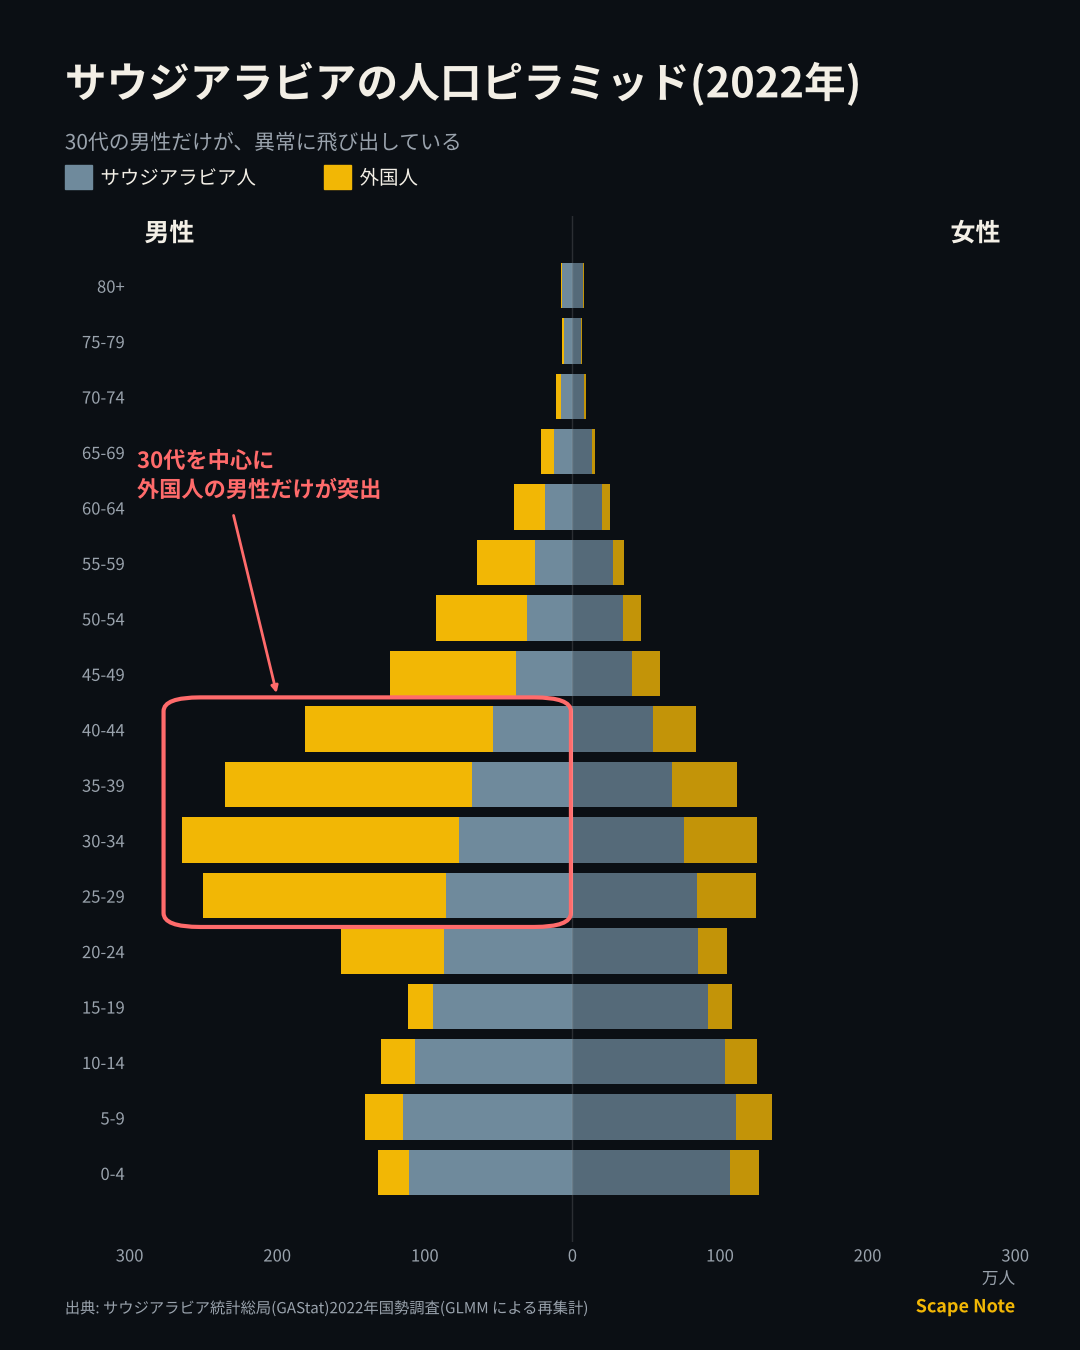 サウジアラビアの人口ピラミッド(2022年)
30代の男性だけが、異常に飛び出している
サウジアラビア人 外国人
男性 女性
80+
75-79
70-74
65-69
30代を中心に
外国人の男性だけが突出
60-64
55-59
50-54
45-49
40-44
35-39
30-34
25-29
20-24
15-19
10-14
5-9
0-4
300 200 100 0 100 200 300
万人
出典: サウジアラビア統計総局(GAStat)2022年国勢調査(GLMM による再集計)
Scape Note